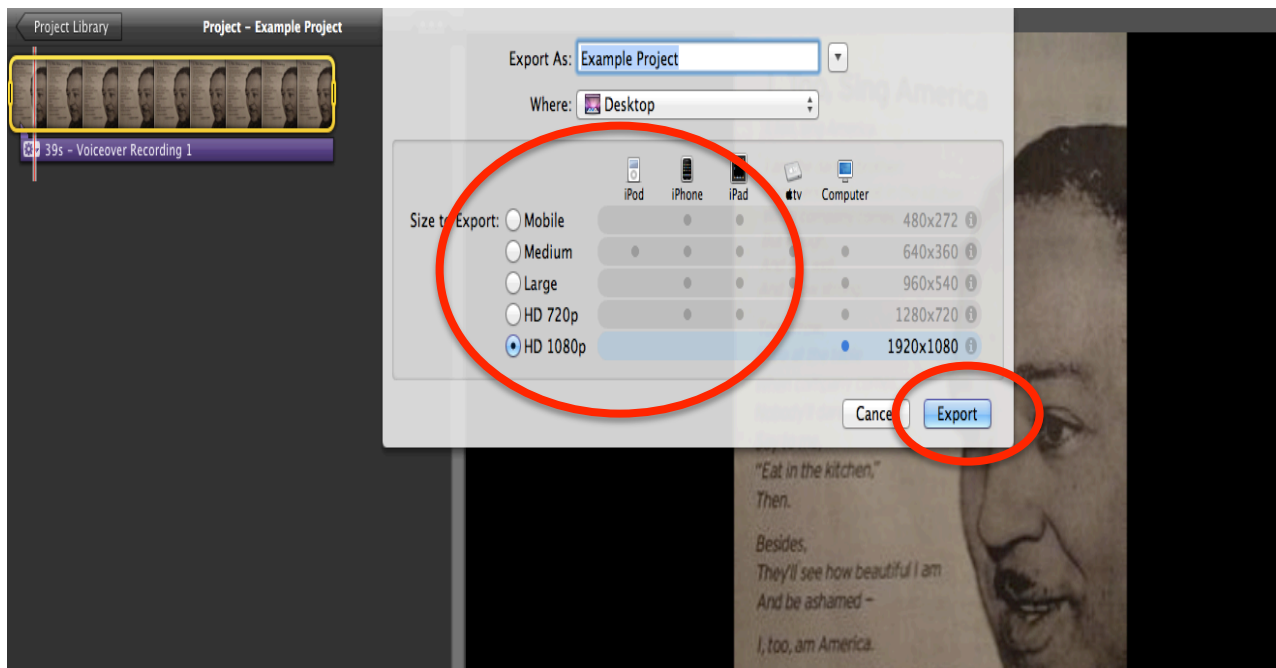 Project Library
Project – Example Project
39s – Voiceover Recording 1
Export As: Example Project
Where: Desktop
iPod iPhone iPad tv Computer
Size to Export: Mobile 480x272
Medium 640x360
Large 960x540
HD 720p 1280x720
HD 1080p 1920x1080
Cancel Export
Sing America
"Eat in the kitchen,"
Then.
Besides,
They'll see how beautiful I am
And be ashamed –
I, too, am America.